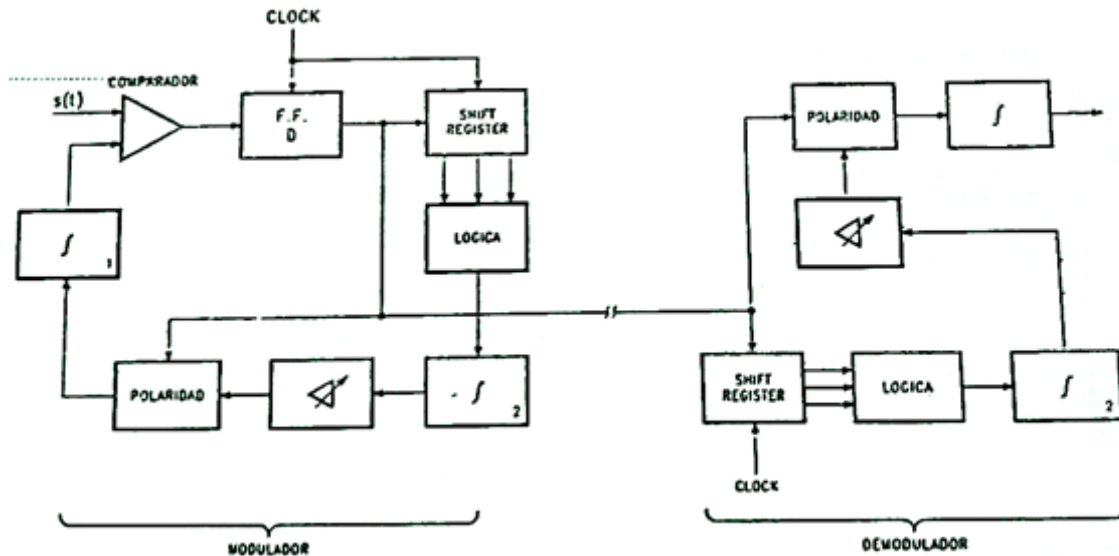 CLOCK
COMPARADOR
s(t)
F.F.
D
SHIFT
REGISTER
∫
1
LOGICA
POLARIDAD
∫
2
MODULADOR
POLARIDAD
∫
SHIFT
REGISTER
LOGICA
∫
2
CLOCK
DEMODULADOR